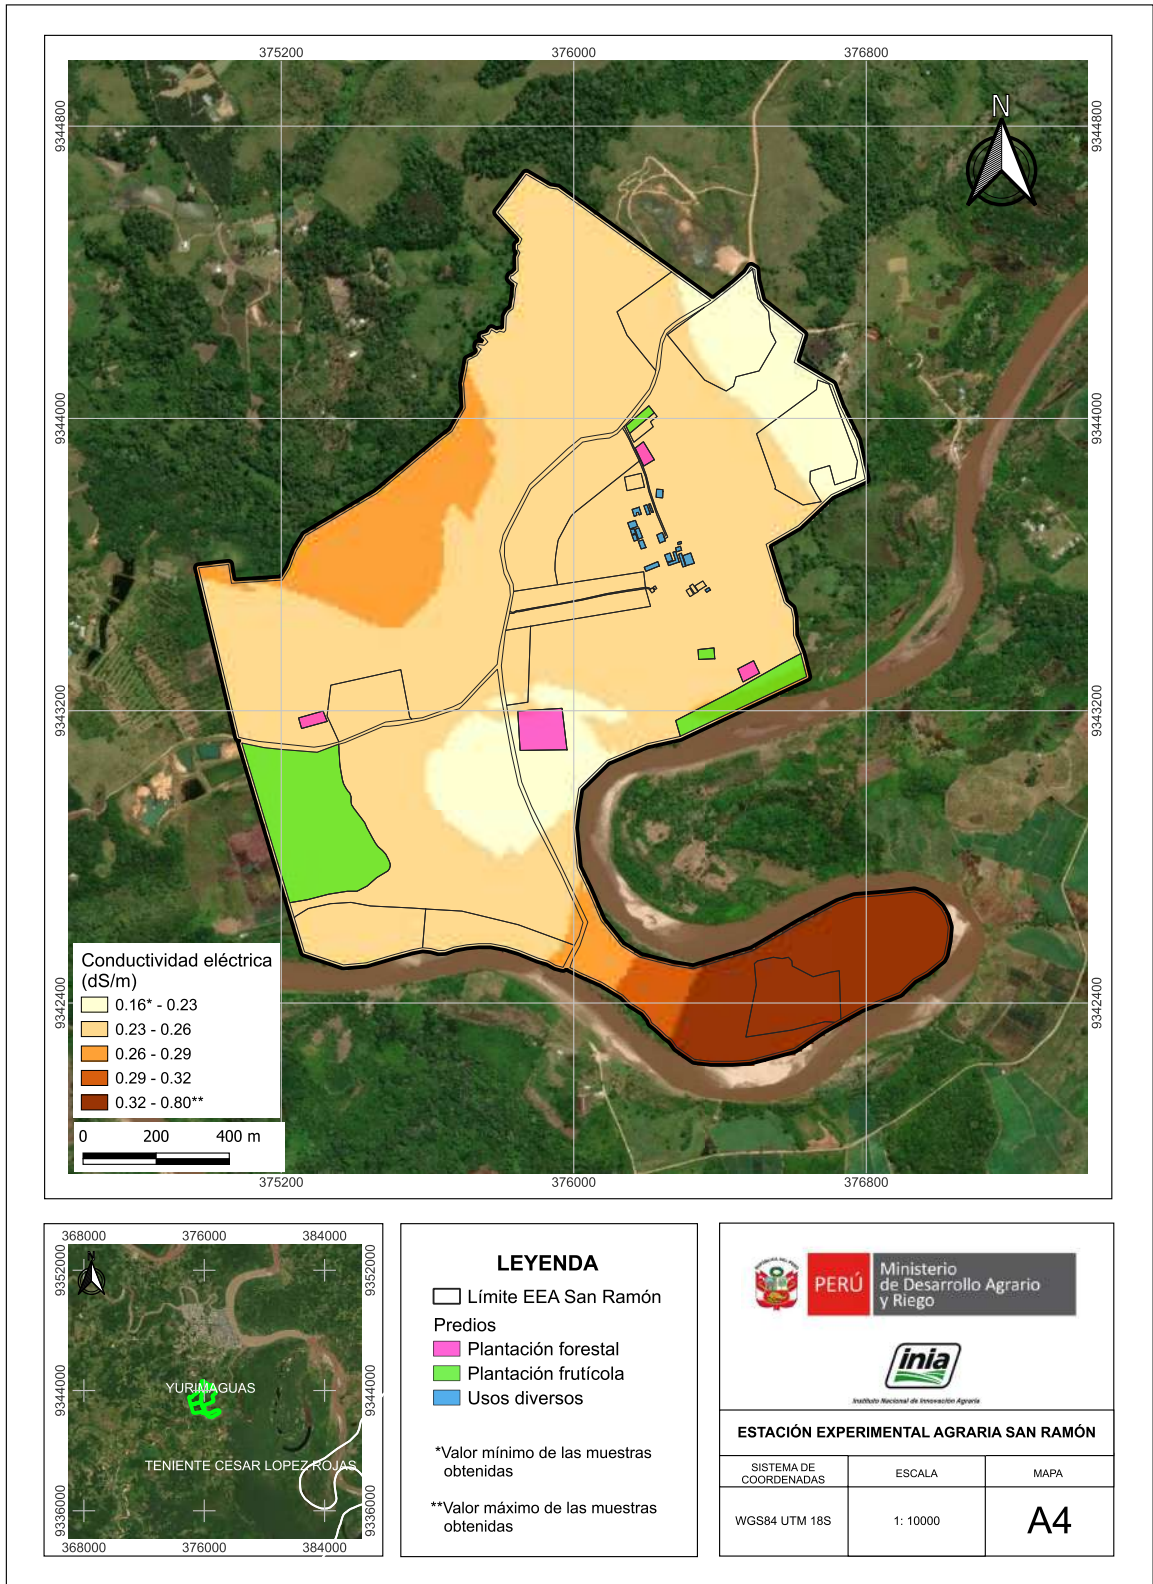 375200
376000
376800
9344800
9344800
N
9344000
9344000
9343200
9343200
9342400
9342400
Conductividad eléctrica
(dS/m)
0.16* - 0.23
0.23 - 0.26
0.26 - 0.29
0.29 - 0.32
0.32 - 0.80**
0 200 400 m
375200
376000
376800
368000
376000
384000
N
9352000
9352000
9344000
9344000
YURIMAGUAS
TENIENTE CESAR LOPEZ ROJAS
9336000
9336000
368000
376000
384000
LEYENDA
Límite EEA San Ramón
Predios
Plantación forestal
Plantación frutícola
Usos diversos
*Valor mínimo de las muestras
obtenidas
**Valor máximo de las muestras
obtenidas
PERÚ
Ministerio
de Desarrollo Agrario
y Riego
inia
Instituto Nacional de Innovación Agraria
ESTACIÓN EXPERIMENTAL AGRARIA SAN RAMÓN
SISTEMA DE
COORDENADAS
ESCALA
MAPA
WGS84 UTM 18S
1: 10000
A4